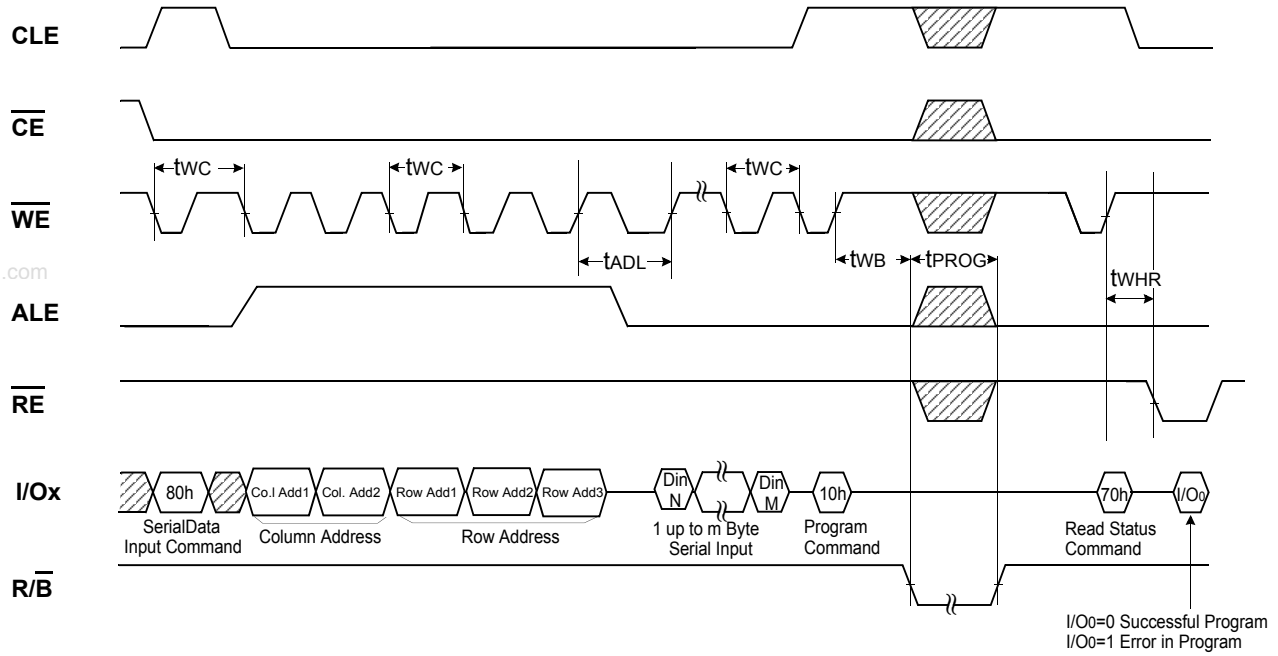 CLE
CE
tWC
tWC
tWC
WE
.com
tADL
tWB
tPROG
tWHR
ALE
RE
I/Ox
80h
Co.l Add1
Col. Add2
Row Add1
Row Add2
Row Add3
Din N
Din M
10h
70h
I/O0
SerialData
Input Command
Column Address
Row Address
1 up to m Byte
Serial Input
Program
Command
Read Status
Command
R/B
I/O0=0 Successful Program
I/O0=1 Error in Program